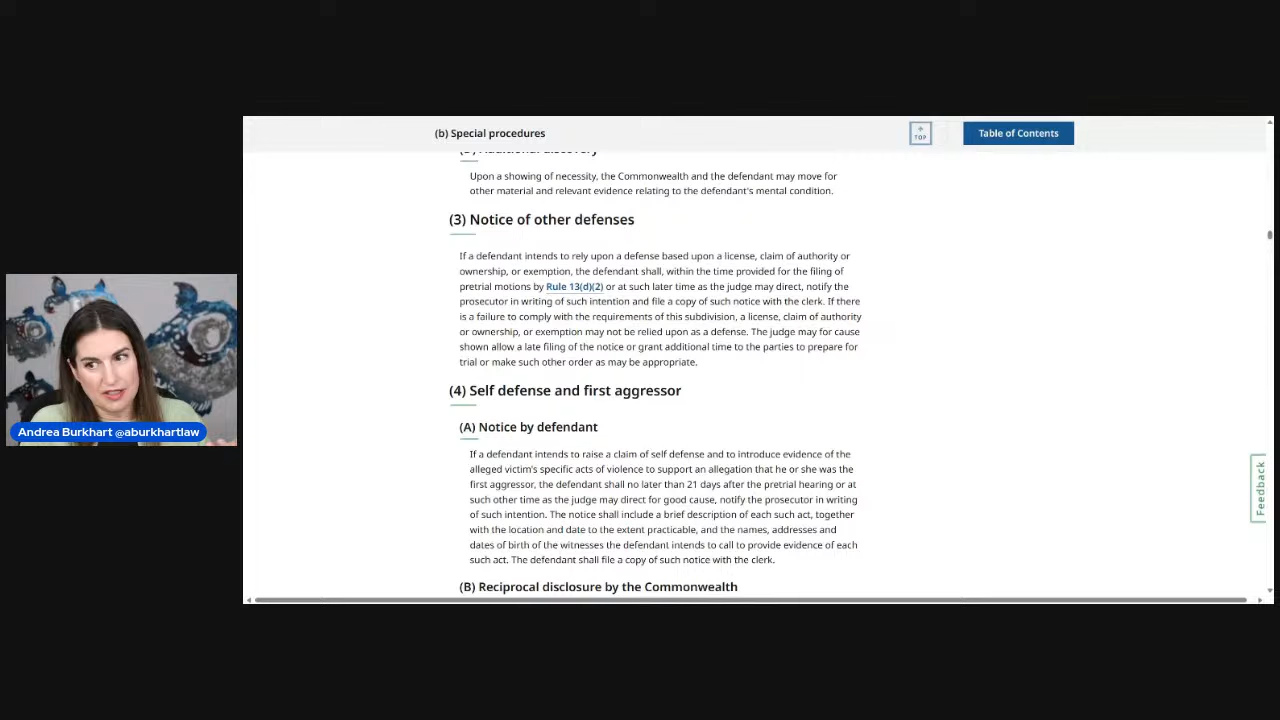 (b) Special procedures
TOP
Table of Contents
Additional discovery
Upon a showing of necessity, the Commonwealth and the defendant may move for
other material and relevant evidence relating to the defendant's mental condition.
(3) Notice of other defenses
If a defendant intends to rely upon a defense based upon a license, claim of authority or
ownership, or exemption, the defendant shall, within the time provided for the filing of
pretrial motions by Rule 13(d)(2) or at such later time as the judge may direct, notify the
prosecutor in writing of such intention and file a copy of such notice with the clerk. If there
is a failure to comply with the requirements of this subdivision, a license, claim of authority
or ownership, or exemption may not be relied upon as a defense. The judge may for cause
shown allow a late filing of the notice or grant additional time to the parties to prepare for
trial or make such other order as may be appropriate.
(4) Self defense and first aggressor
(A) Notice by defendant
If a defendant intends to raise a claim of self defense and to introduce evidence of the
alleged victim's specific acts of violence to support an allegation that he or she was the
first aggressor, the defendant shall no later than 21 days after the pretrial hearing or at
such other time as the judge may direct for good cause, notify the prosecutor in writing
of such intention. The notice shall include a brief description of each such act, together
with the location and date to the extent practicable, and the names, addresses and
dates of birth of the witnesses the defendant intends to call to provide evidence of each
such act. The defendant shall file a copy of such notice with the clerk.
(B) Reciprocal disclosure by the Commonwealth
Feedback
Andrea Burkhart @aburkhartlaw